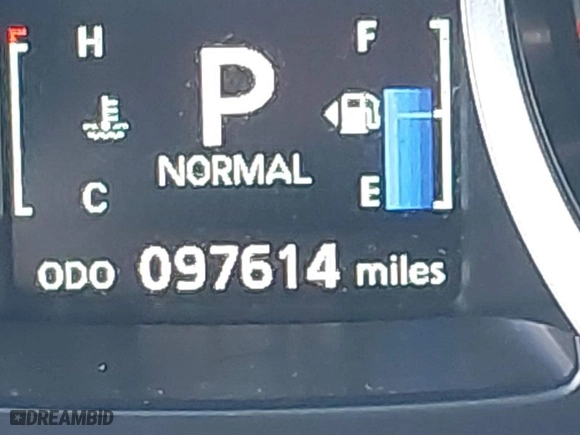 H F
P
NORMAL
C E
ODO 097614 miles
DREAMBID